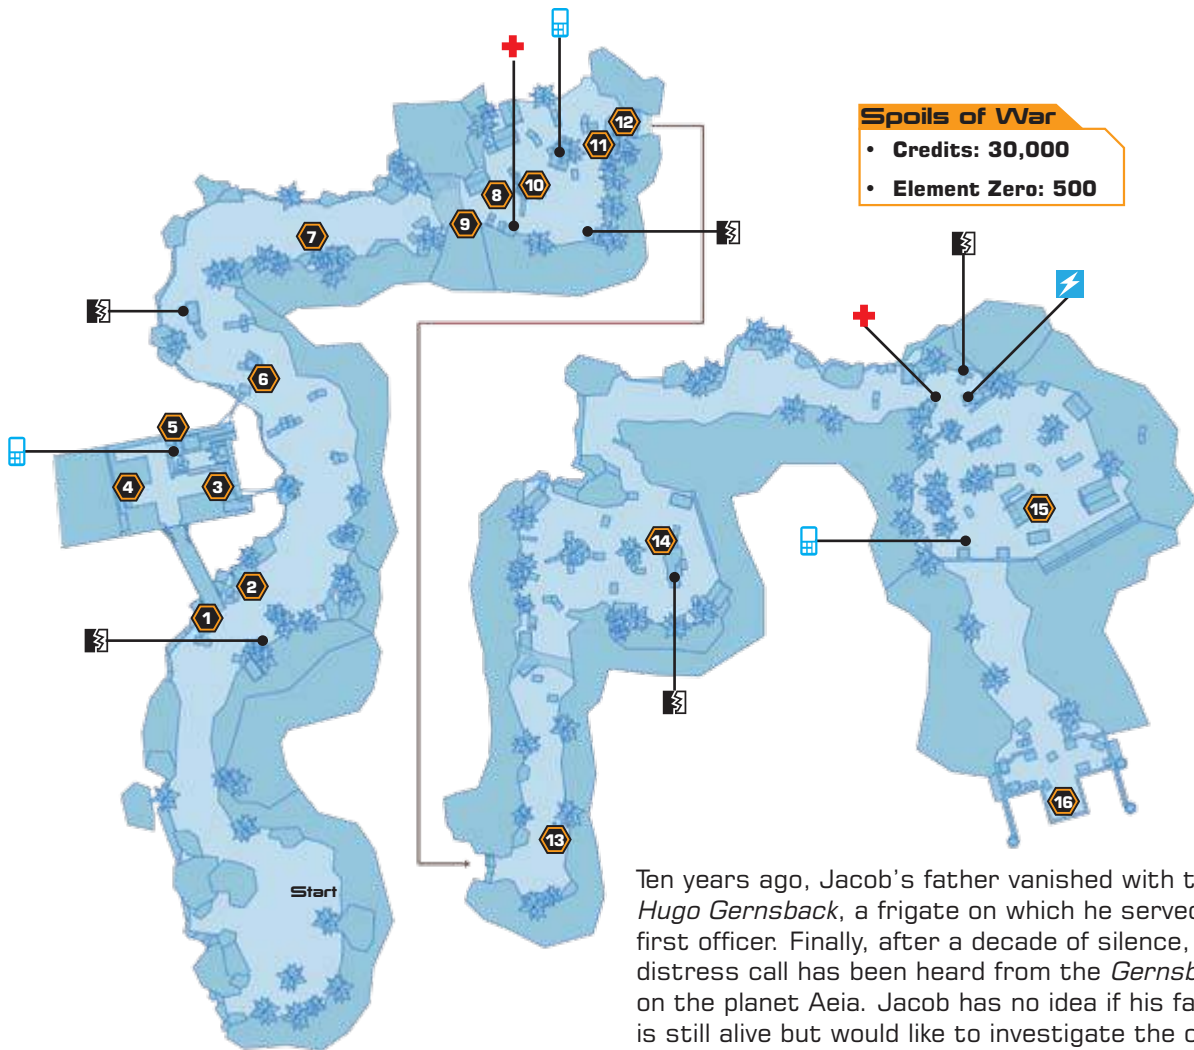 Spoils of War
• Credits: 30,000
• Element Zero: 500
12
11
10
8
9
7
6
5
4
3
2
1
14
15
16
13
Start
Ten years ago, Jacob's father vanished with
Hugo Gernsback, a frigate on which he served
first officer. Finally, after a decade of silence,
distress call has been heard from the
on the planet Aeia. Jacob has no idea if his
is still alive but would like to investigate the